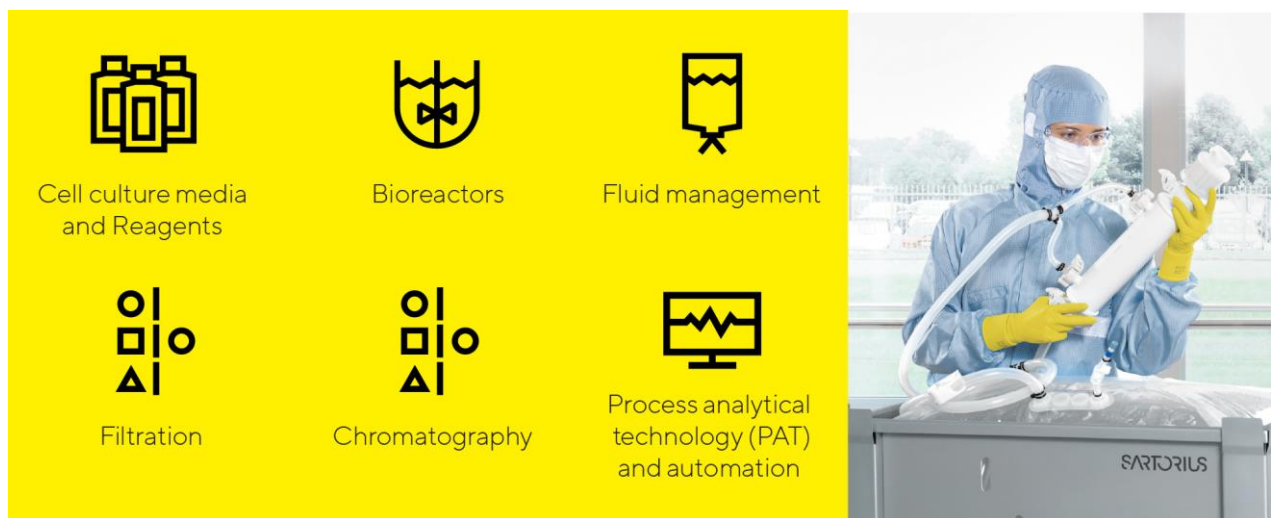 Cell culture media
and Reagents
Bioreactors
Fluid management
Filtration
Chromatography
Process analytical
technology (PAT)
and automation
SARTORIUS